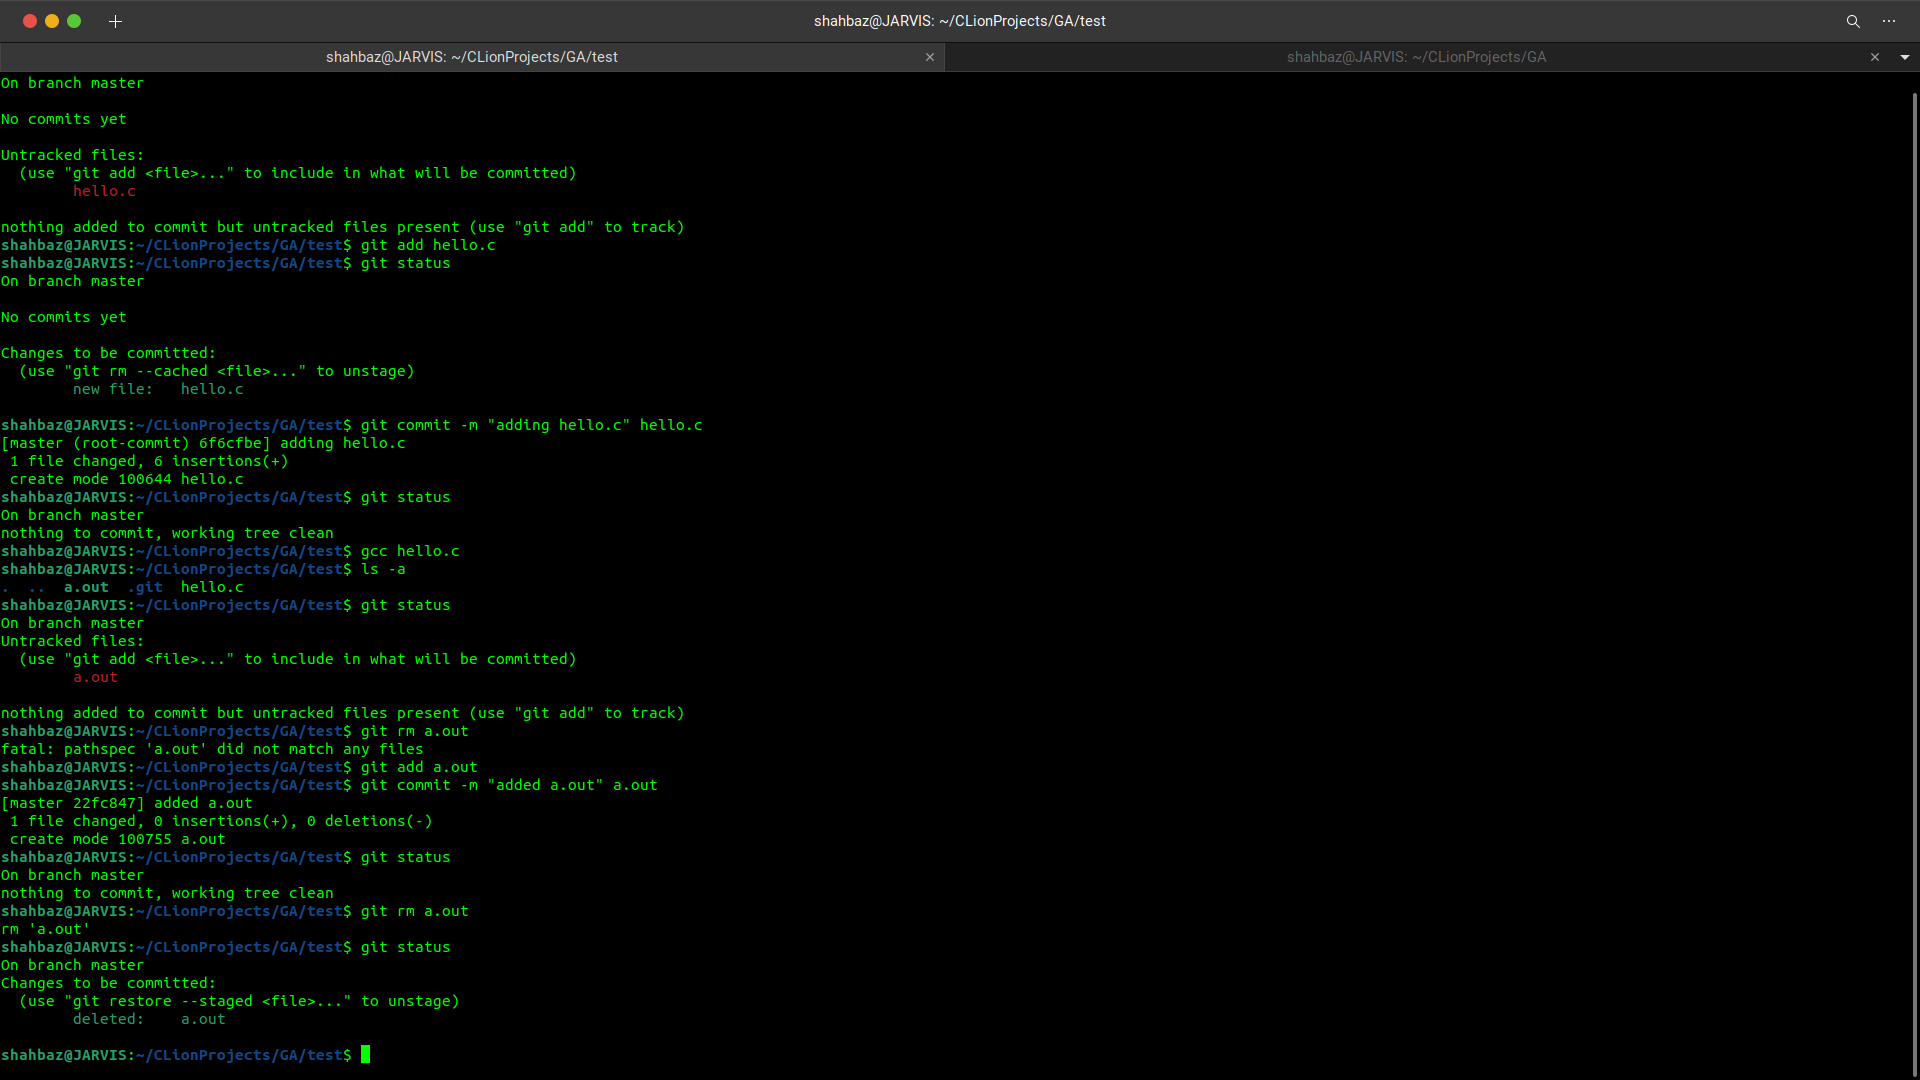 shahbaz@JARVIS: ~/CLionProjects/GA/test
shahbaz@JARVIS: ~/CLionProjects/GA/test
shahbaz@JARVIS: ~/CLionProjects/GA
On branch master
No commits yet
Untracked files:
  (use "git add <file>..." to include in what will be committed)
        hello.c
nothing added to commit but untracked files present (use "git add" to track)
shahbaz@JARVIS:~/CLionProjects/GA/test$ git add hello.c
shahbaz@JARVIS:~/CLionProjects/GA/test$ git status
On branch master
No commits yet
Changes to be committed:
  (use "git rm --cached <file>..." to unstage)
        new file:   hello.c
shahbaz@JARVIS:~/CLionProjects/GA/test$ git commit -m "adding hello.c" hello.c
[master (root-commit) 6f6cfbe] adding hello.c
 1 file changed, 6 insertions(+)
 create mode 100644 hello.c
shahbaz@JARVIS:~/CLionProjects/GA/test$ git status
On branch master
nothing to commit, working tree clean
shahbaz@JARVIS:~/CLionProjects/GA/test$ gcc hello.c
shahbaz@JARVIS:~/CLionProjects/GA/test$ ls -a
.  ..  a.out  .git  hello.c
shahbaz@JARVIS:~/CLionProjects/GA/test$ git status
On branch master
Untracked files:
  (use "git add <file>..." to include in what will be committed)
        a.out
nothing added to commit but untracked files present (use "git add" to track)
shahbaz@JARVIS:~/CLionProjects/GA/test$ git rm a.out
fatal: pathspec 'a.out' did not match any files
shahbaz@JARVIS:~/CLionProjects/GA/test$ git add a.out
shahbaz@JARVIS:~/CLionProjects/GA/test$ git commit -m "added a.out" a.out
[master 22fc847] added a.out
 1 file changed, 0 insertions(+), 0 deletions(-)
 create mode 100755 a.out
shahbaz@JARVIS:~/CLionProjects/GA/test$ git status
On branch master
nothing to commit, working tree clean
shahbaz@JARVIS:~/CLionProjects/GA/test$ git rm a.out
rm 'a.out'
shahbaz@JARVIS:~/CLionProjects/GA/test$ git status
On branch master
Changes to be committed:
  (use "git restore --staged <file>..." to unstage)
        deleted:    a.out
shahbaz@JARVIS:~/CLionProjects/GA/test$